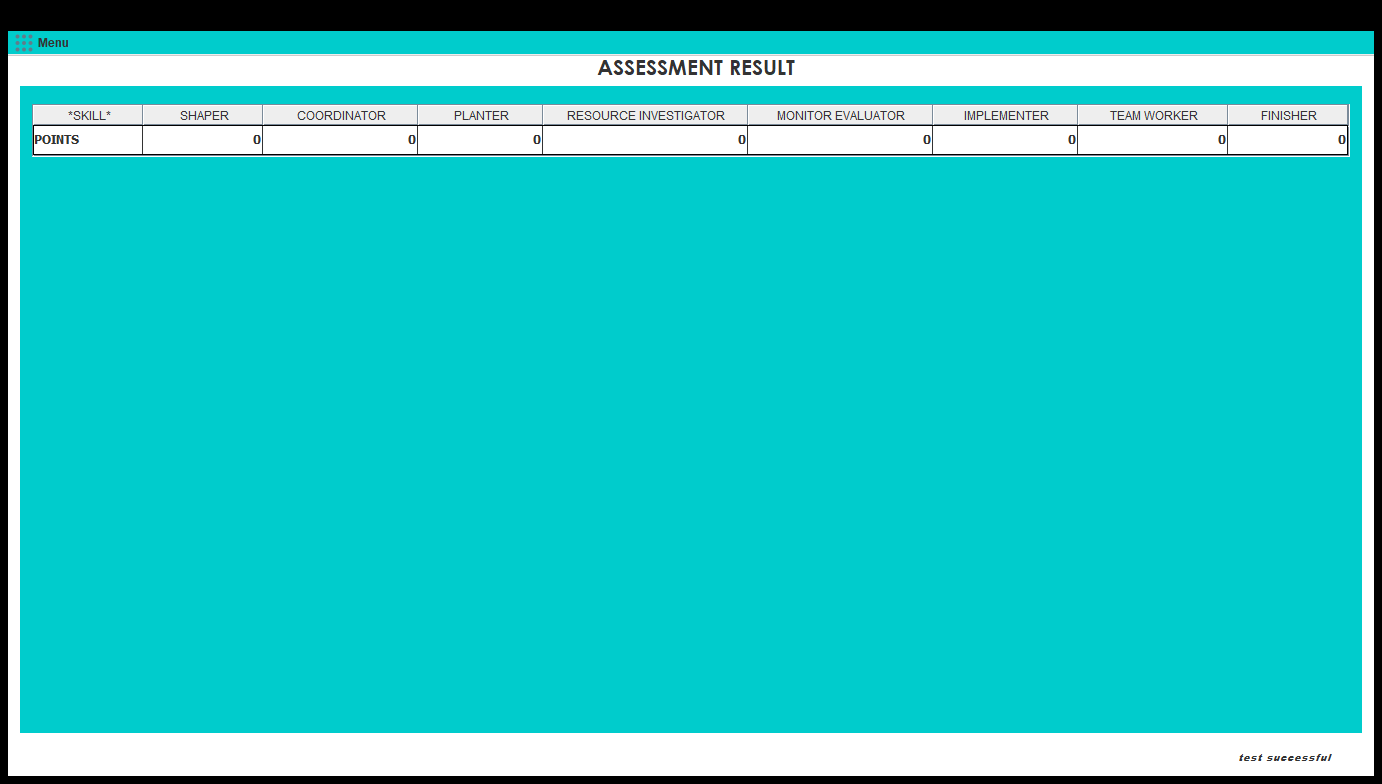 Menu
ASSESSMENT RESULT
*SKILL* SHAPER COORDINATOR PLANTER RESOURCE INVESTIGATOR MONITOR EVALUATOR IMPLEMENTER TEAM WORKER FINISHER
POINTS 0 0 0 0 0 0 0 0
test successful